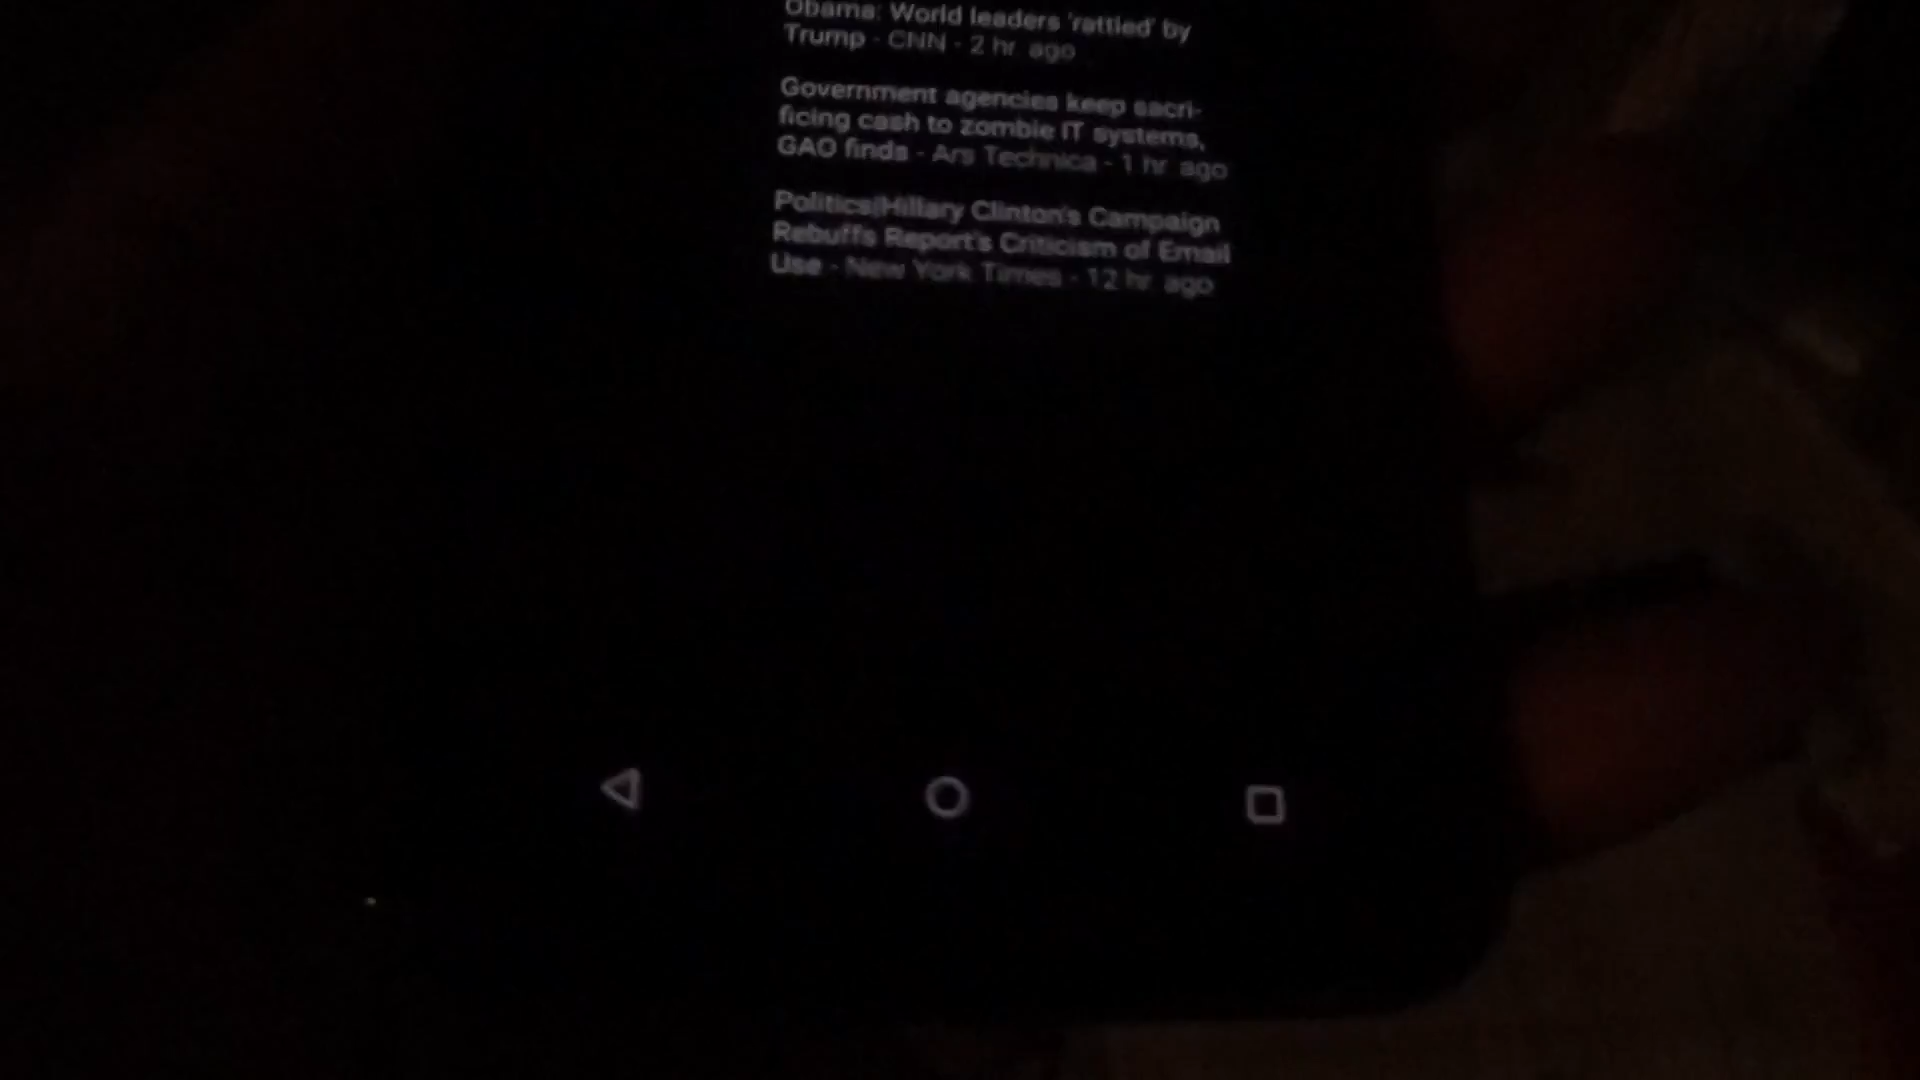 Obama: World leaders 'rattled' by
Trump - CNN - 2 hr ago
Government agencies keep sacri-
ficing cash to zombie IT systems,
GAO finds - Ars Technica - 1 hr ago
Politics|Hillary Clinton's Campaign
Rebuffs Report's Criticism of Email
Use - New York Times - 12 hr ago